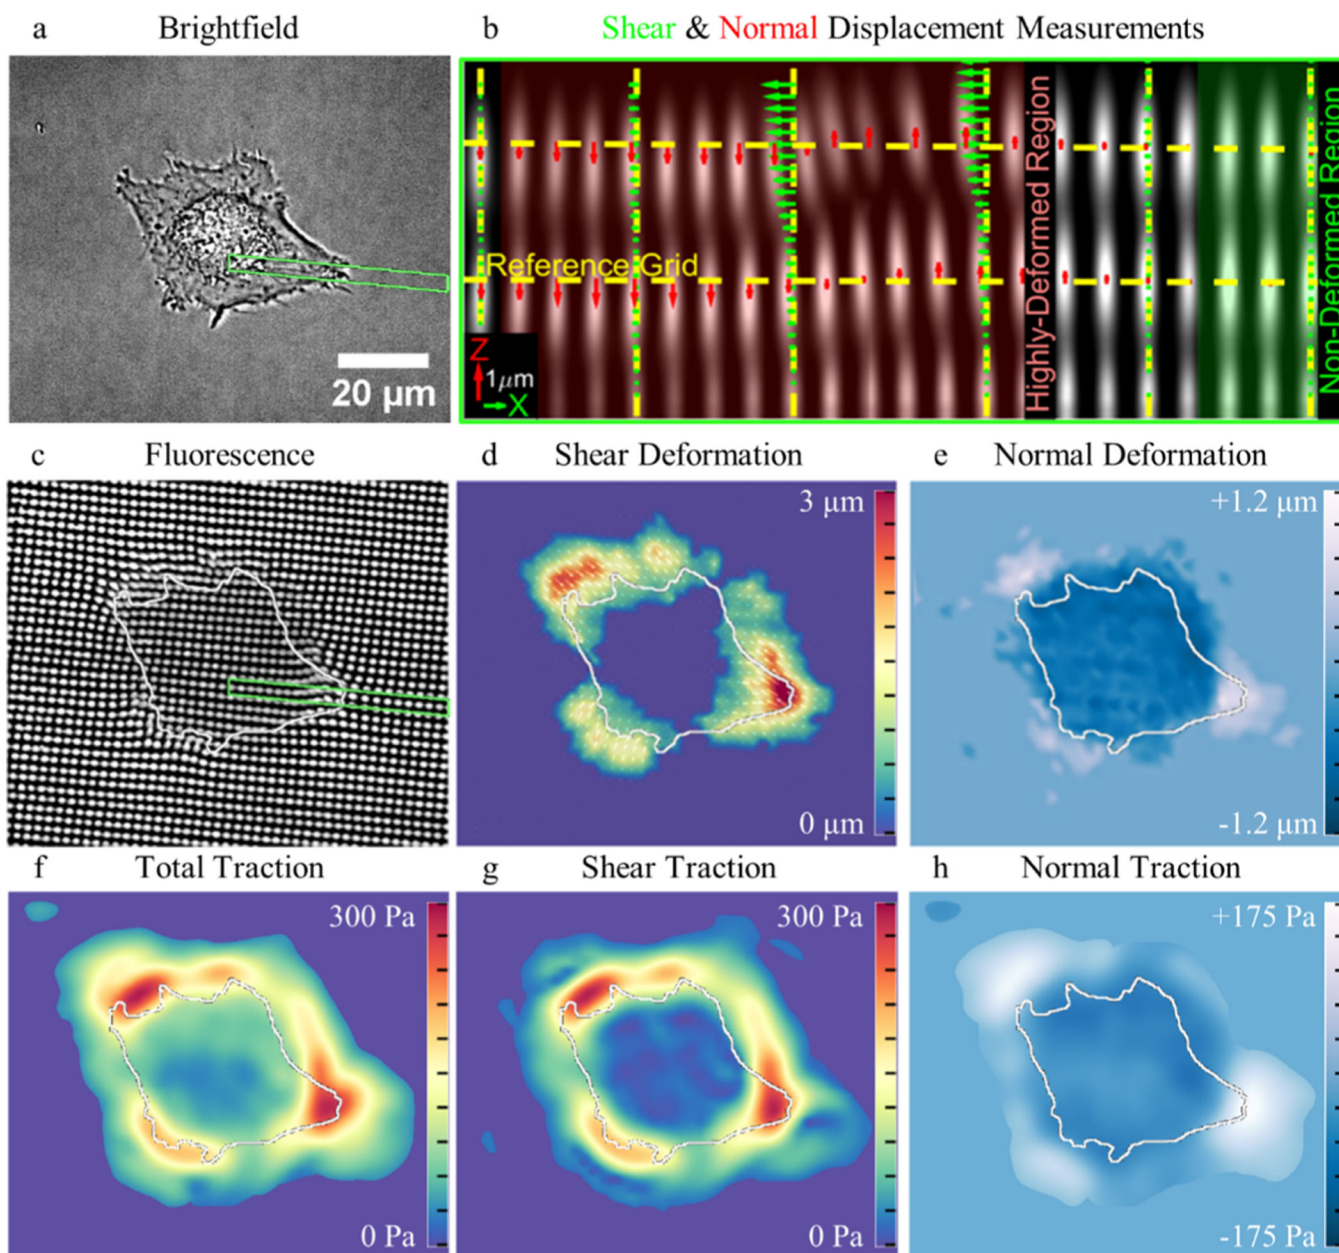 a Brightfield
b Shear & Normal Displacement Measurements
20 μm
Reference Grid
Z
1μm
X
Highly-Deformed Region
Non-Deformed Region
c Fluorescence
d Shear Deformation
e Normal Deformation
3 μm
0 μm
+1.2 μm
-1.2 μm
f Total Traction
g Shear Traction
h Normal Traction
300 Pa
0 Pa
300 Pa
0 Pa
+175 Pa
-175 Pa